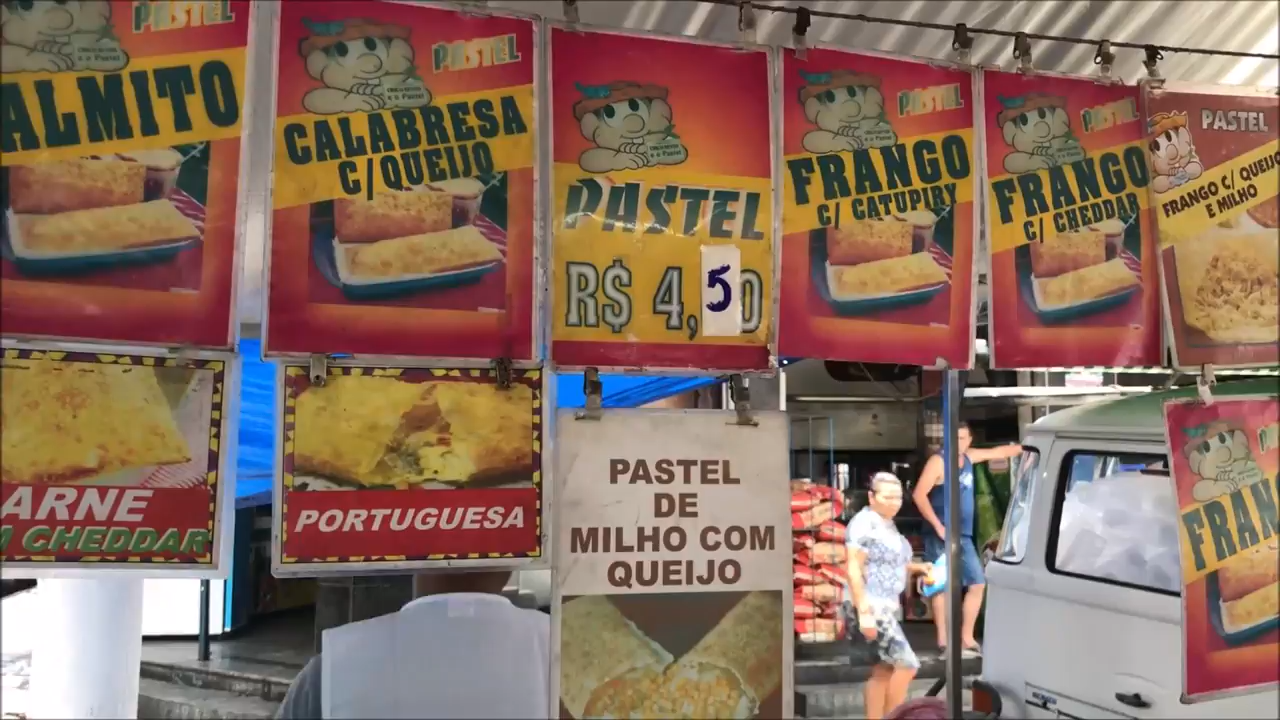 PASTEL
ALMITO
PASTEL
CALABRESA
C/QUEIJO
PASTEL
R$ 4,50
PASTEL
FRANGO
C/ CATUPIRY
PASTEL
FRANGO
C/ CHEDDAR
PASTEL
FRANGO C/ QUEIJO
E MILHO
ARNE
M CHEDDAR
PORTUGUESA
PASTEL
DE
MILHO COM
QUEIJO
FRAN